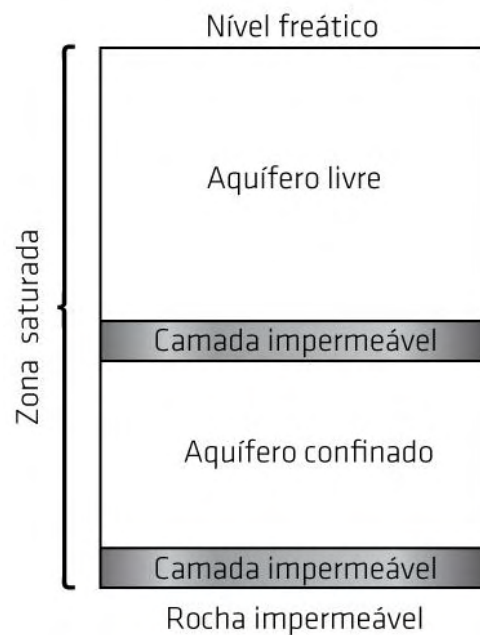 Nível freático
Aquífero livre
Zona saturada
Camada impermeável
Aquífero confinado
Camada impermeável
Rocha impermeável